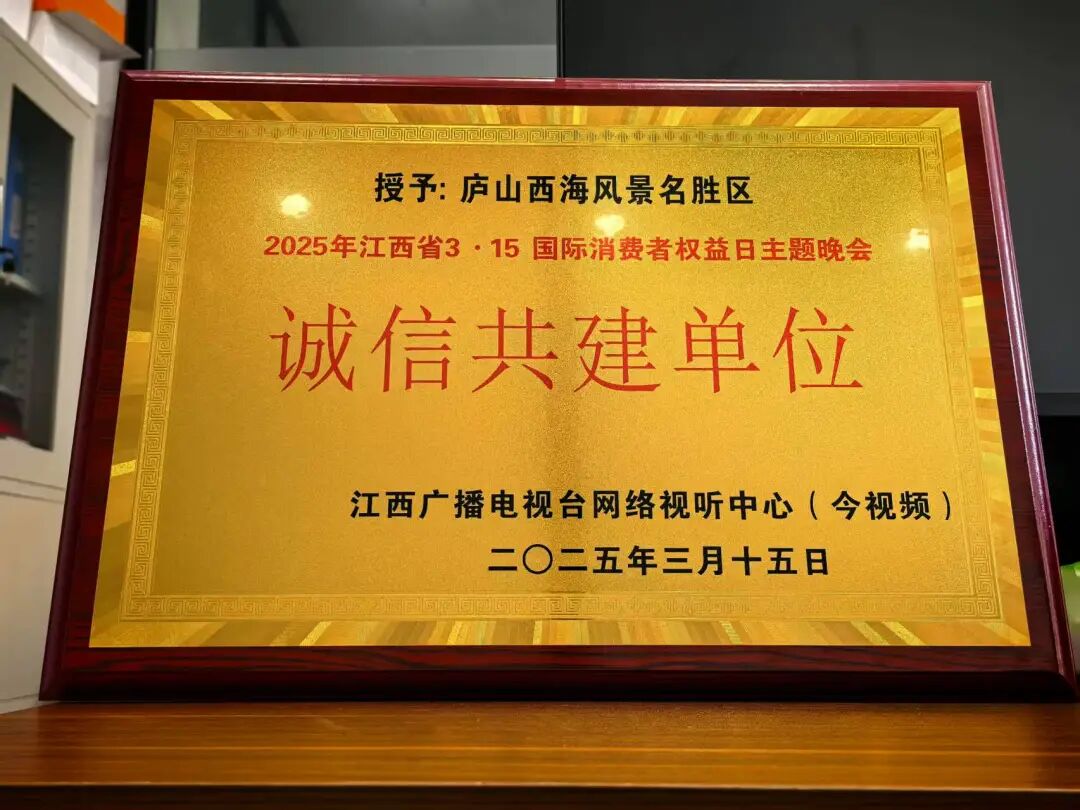 授予: 庐山西海风景名胜区
2025年江西省3·15 国际消费者权益日主题晚会
诚信共建单位
江西广播电视台网络视听中心(今视频)
二〇二五年三月十五日